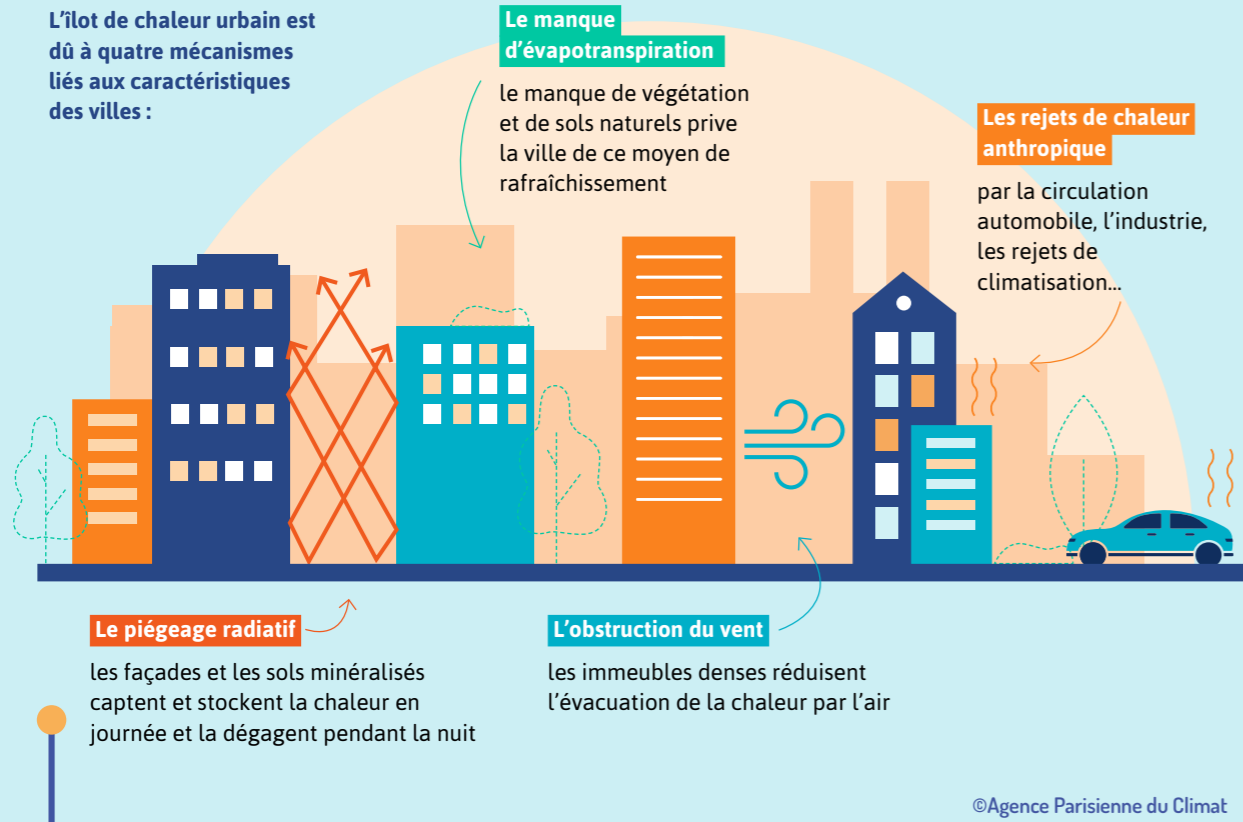 L'îlot de chaleur urbain est
dû à quatre mécanismes
liés aux caractéristiques
des villes :
Le manque
d'évapotranspiration
le manque de végétation
et de sols naturels prive
la ville de ce moyen de
rafraîchissement
Les rejets de chaleur
anthropique
par la circulation
automobile, l'industrie,
les rejets de
climatisation...
Le piégeage radiatif
les façades et les sols minéralisés
captent et stockent la chaleur en
journée et la dégagent pendant la nuit
L'obstruction du vent
les immeubles denses réduisent
l'évacuation de la chaleur par l'air
©Agence Parisienne du Climat